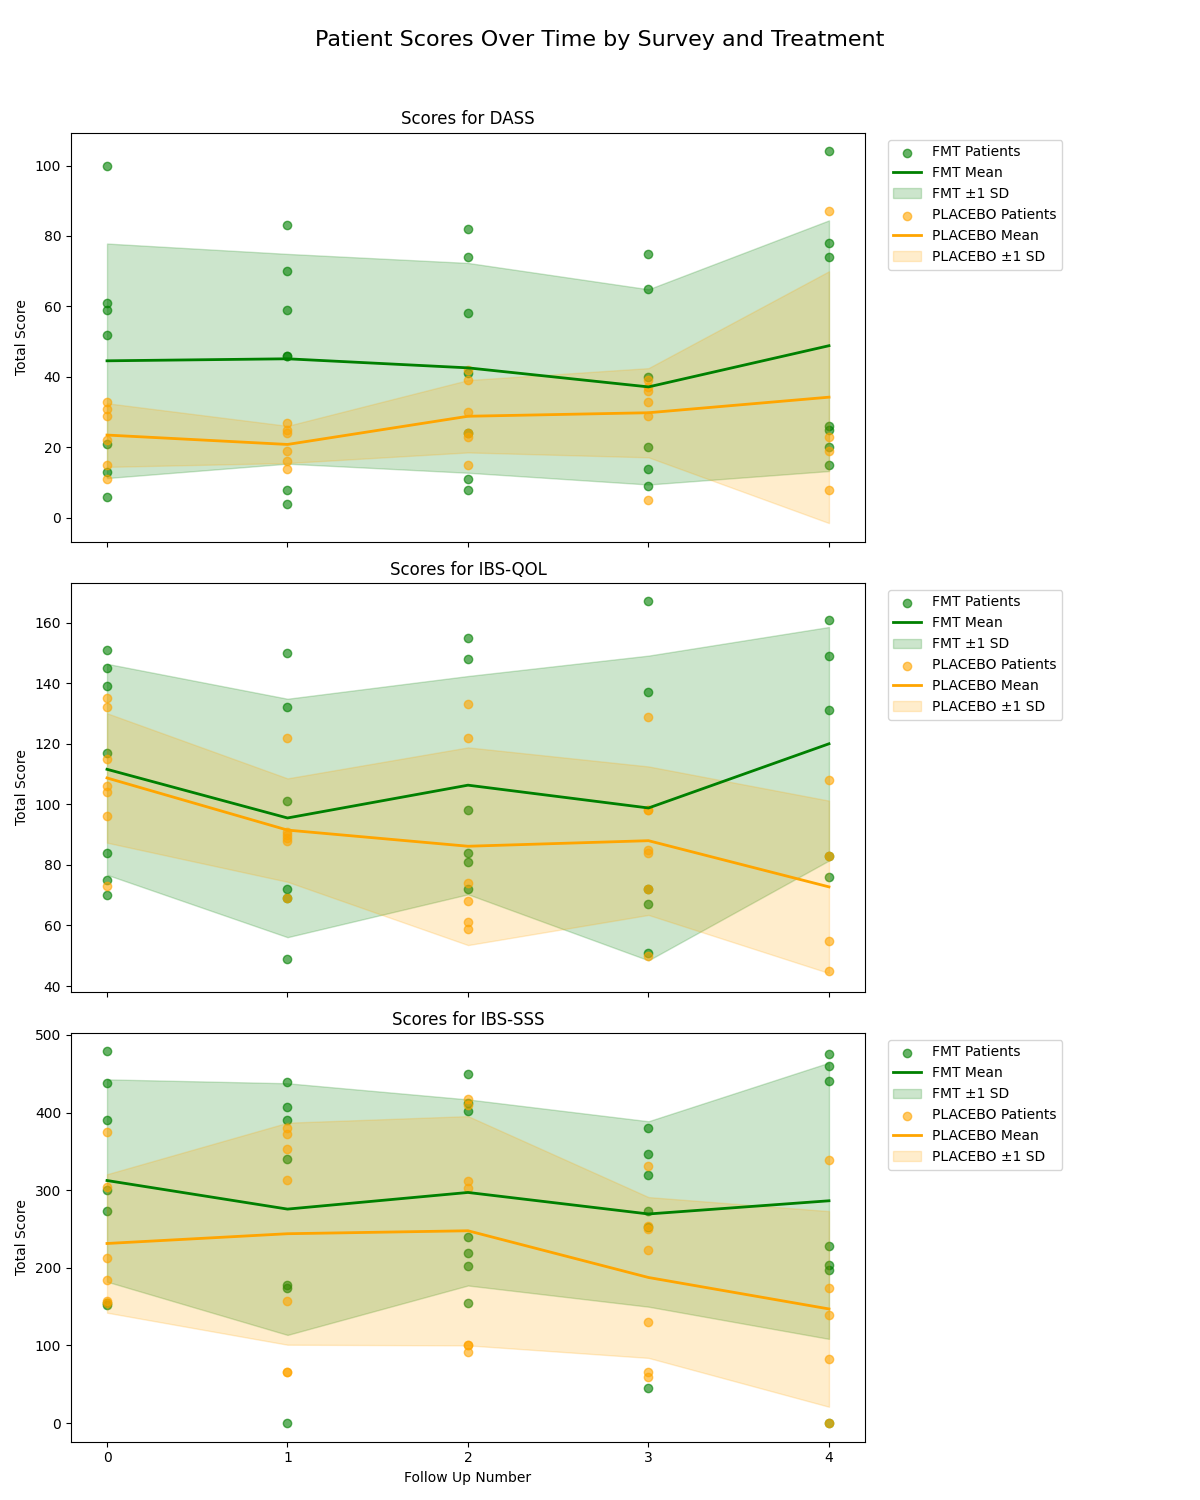 Patient Scores Over Time by Survey and Treatment
Scores for DASS
Total Score
100
80
60
40
20
0
FMT Patients
FMT Mean
FMT ±1 SD
PLACEBO Patients
PLACEBO Mean
PLACEBO ±1 SD
Scores for IBS-QOL
Total Score
160
140
120
100
80
60
40
FMT Patients
FMT Mean
FMT ±1 SD
PLACEBO Patients
PLACEBO Mean
PLACEBO ±1 SD
Scores for IBS-SSS
Total Score
500
400
300
200
100
0
FMT Patients
FMT Mean
FMT ±1 SD
PLACEBO Patients
PLACEBO Mean
PLACEBO ±1 SD
0 1 2 3 4
Follow Up Number